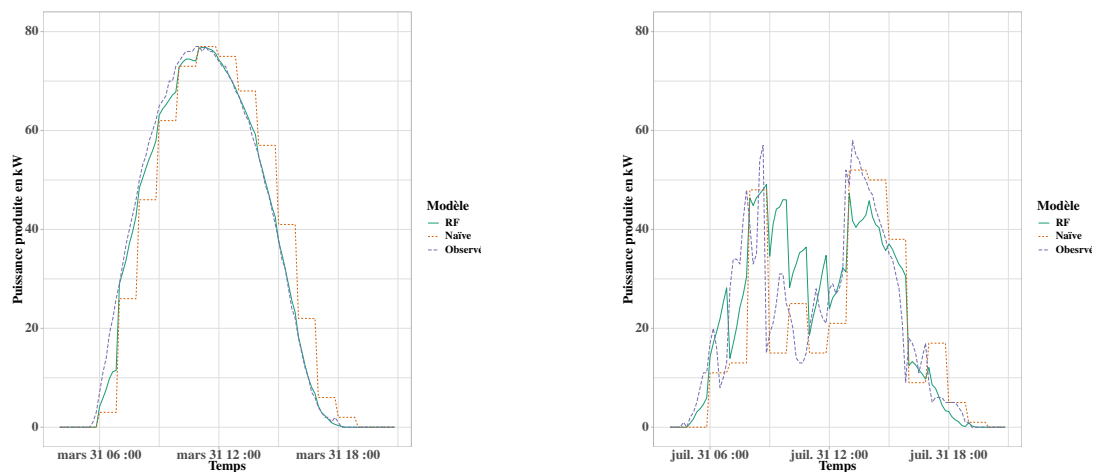 Puissance produite en kW
80
60
40
20
0
mars 31 06 :00
mars 31 12 :00
mars 31 18 :00
Temps
Modèle
RF
Naïve
Observé
Puissance produite en kW
80
60
40
20
0
juil. 31 06 :00
juil. 31 12 :00
juil. 31 18 :00
Temps
Modèle
RF
Naïve
Obesrvé